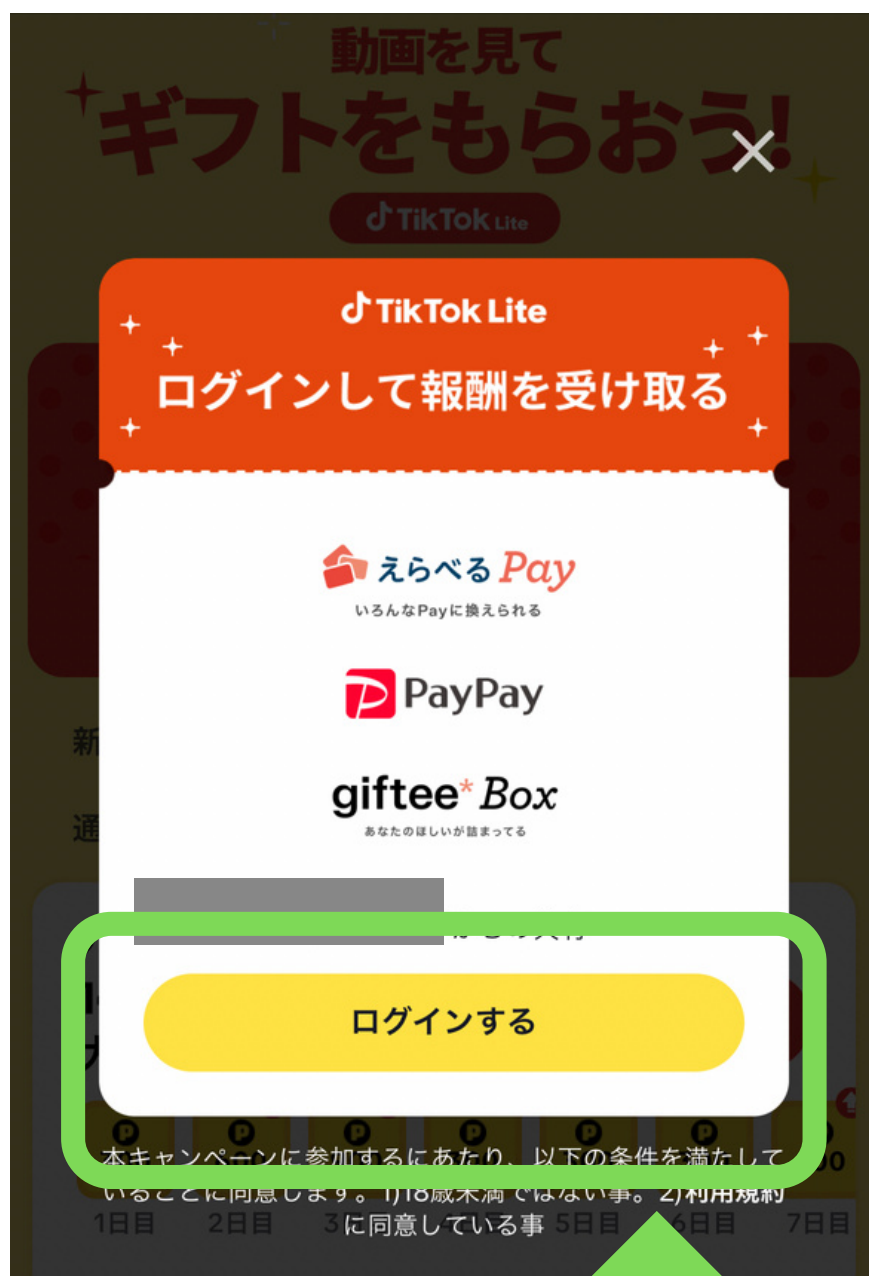 動画を見て
ギフトをもらおう!
TikTok Lite
TikTok Lite
ログインして報酬を受け取る
えらべる Pay
いろんなPayに換えられる
PayPay
giftee* Box
あなたのほしいが詰まってる
新
通
ログインする
本キャンペーンに参加するにあたり、以下の条件を満たして
いることに同意します。1)18歳未満ではない事。2)利用規約
に同意している事
1日目 2日目 5日目 6日目 7日目